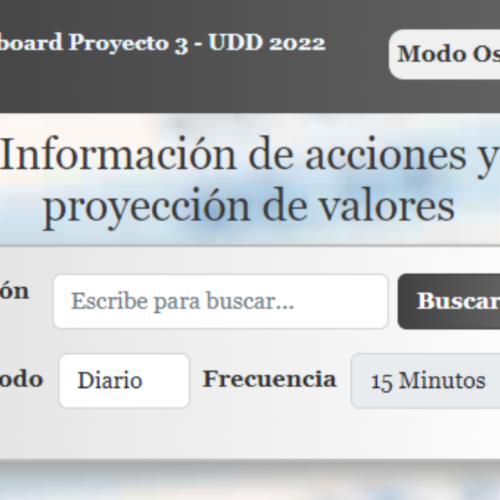 board Proyecto 3 - UDD 2022
Modo Os
Información de acciones y
proyección de valores
ón
Escribe para buscar...
Buscar
odo
Diario
Frecuencia
15 Minutos